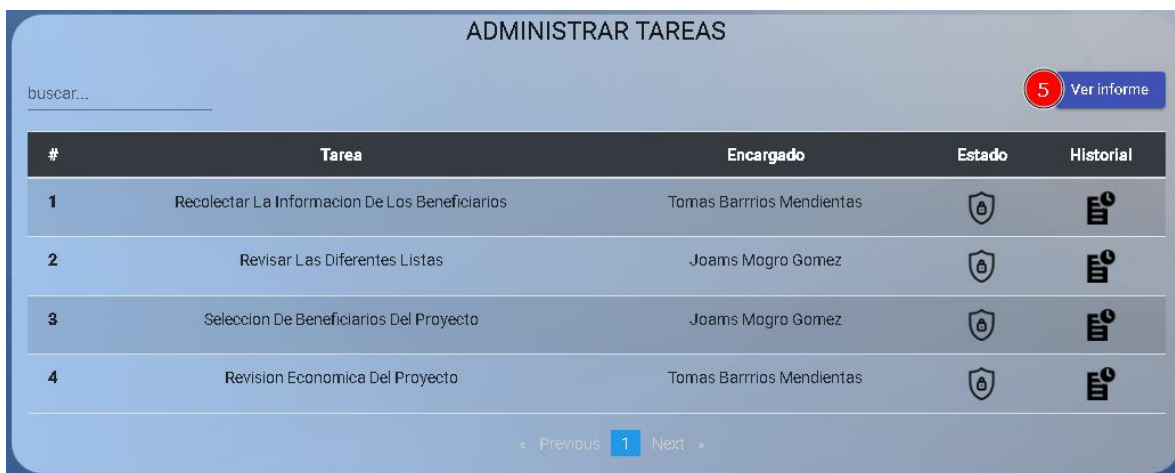 ADMINISTRAR TAREAS
buscar...
5 Ver informe
# Tarea Encargado Estado Historial
1 Recolectar La Informacion De Los Beneficiarios Tomas Barrrios Mendientas
2 Revisar Las Diferentes Listas Joams Mogro Gomez
3 Seleccion De Beneficiarios Del Proyecto Joams Mogro Gomez
4 Revision Economica Del Proyecto Tomas Barrrios Mendientas
« Previous 1 Next »